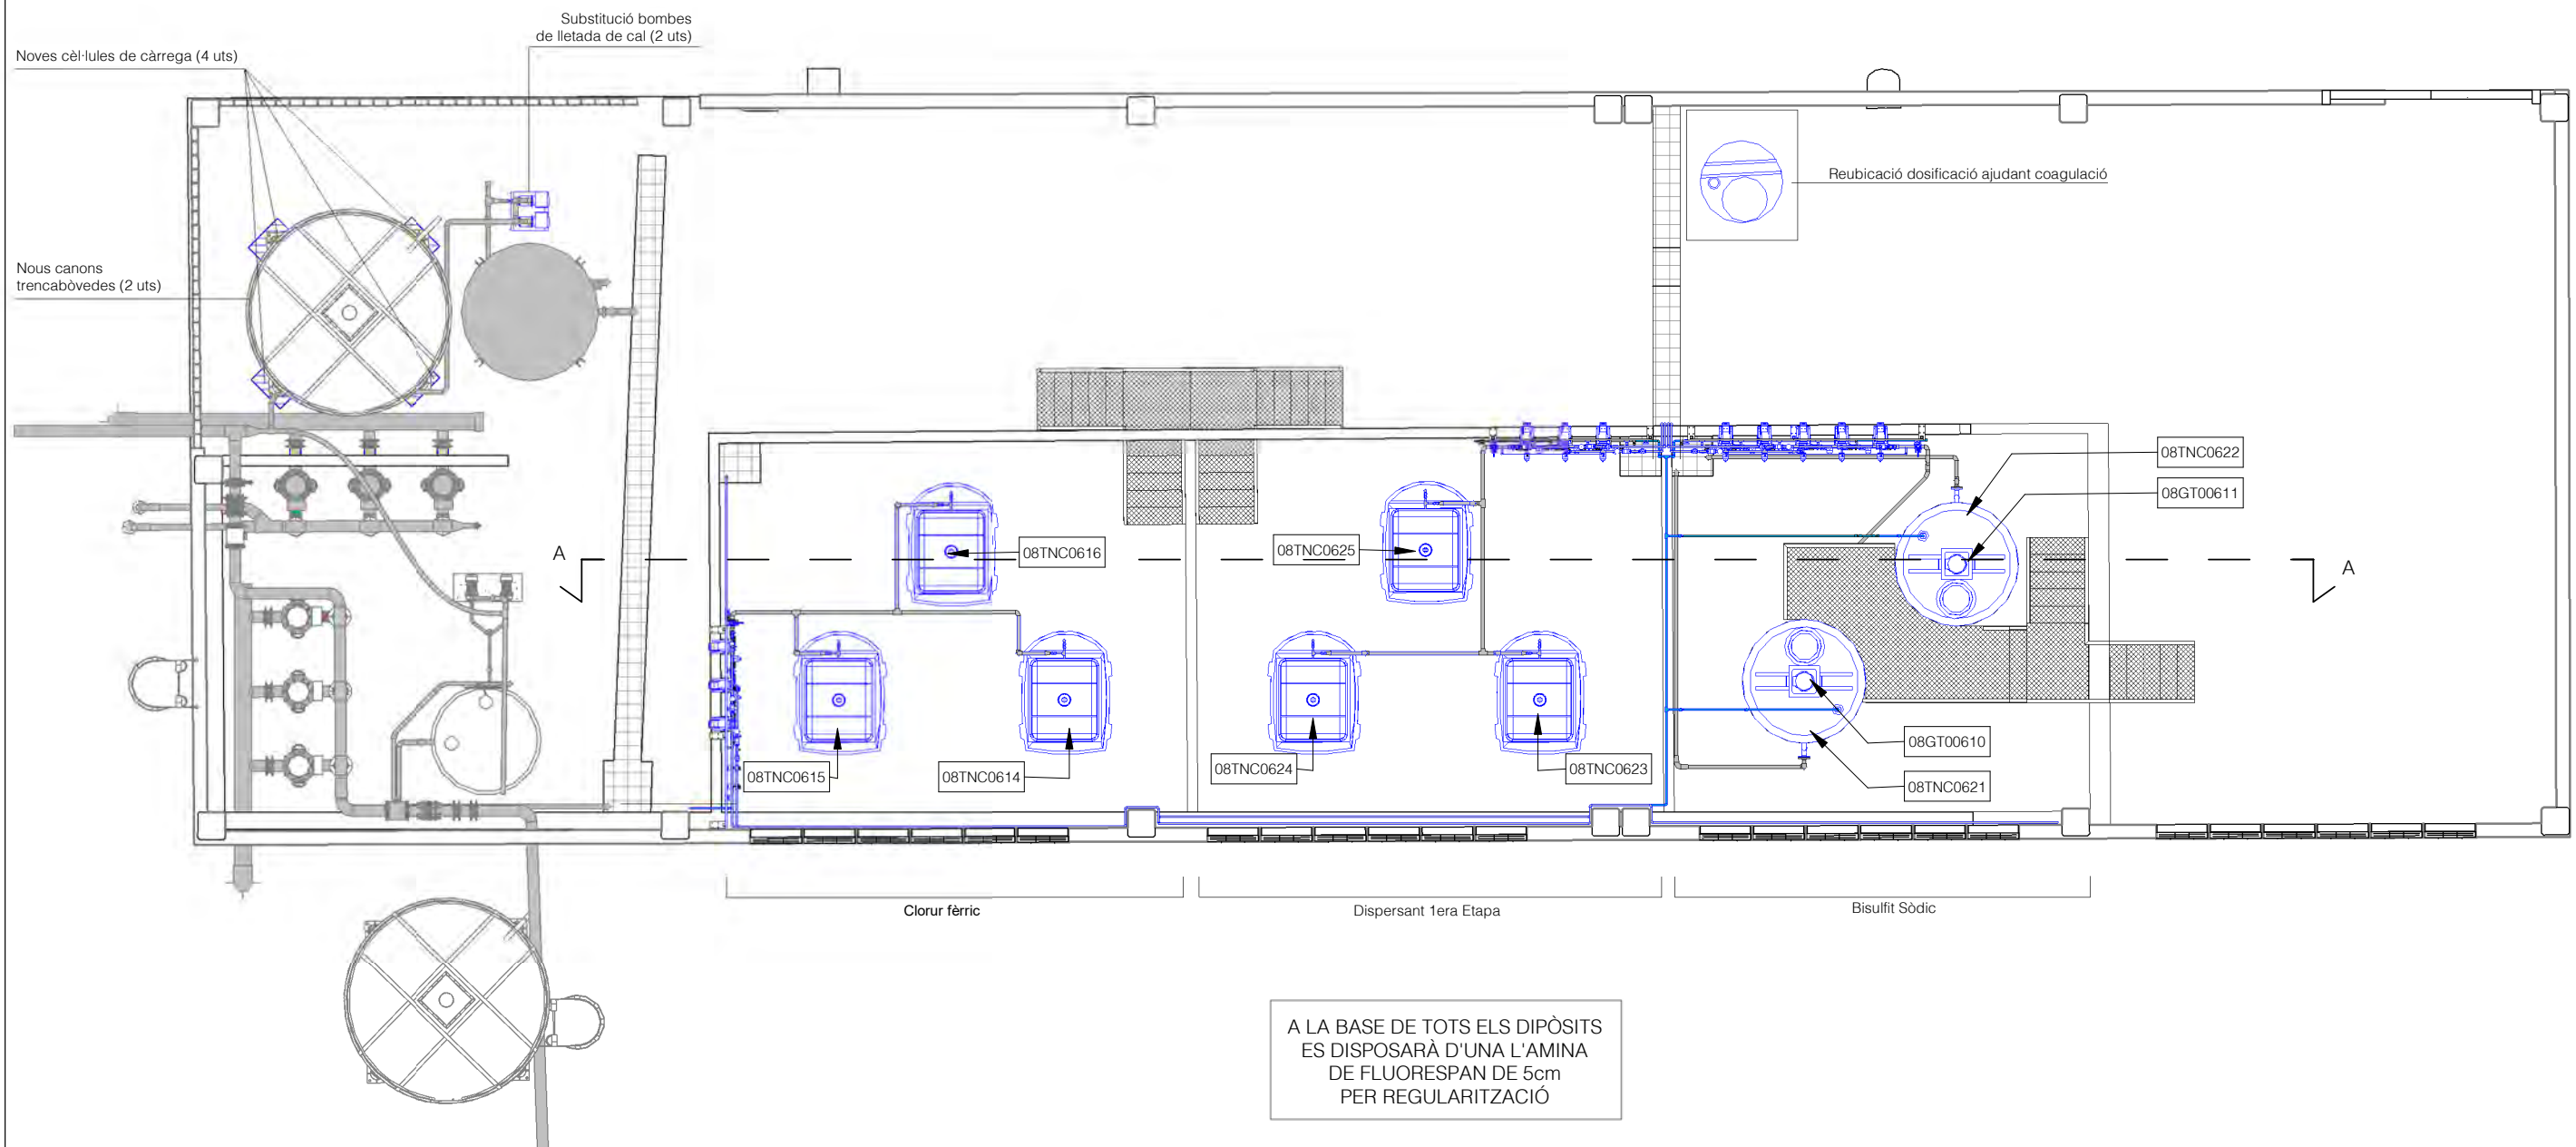 Substitució bombes
de lletada de cal (2 uts)
Noves cèl·lules de càrrega (4 uts)
Reubicació dosificació ajudant coagulació
Nous canons
trencabòvedes (2 uts)
08TNC0622
08GT00611
A
08TNC0616
08TNC0625
A
08TNC0615
08TNC0614
08TNC0624
08TNC0623
08GT00610
08TNC0621
Clorur fèrric
Dispersant 1era Etapa
Bisulfit Sòdic
A LA BASE DE TOTS ELS DIPÒSITS
ES DISPOSARÀ D'UNA L'AMINA
DE FLUORESPAN DE 5cm
PER REGULARITZACIÓ